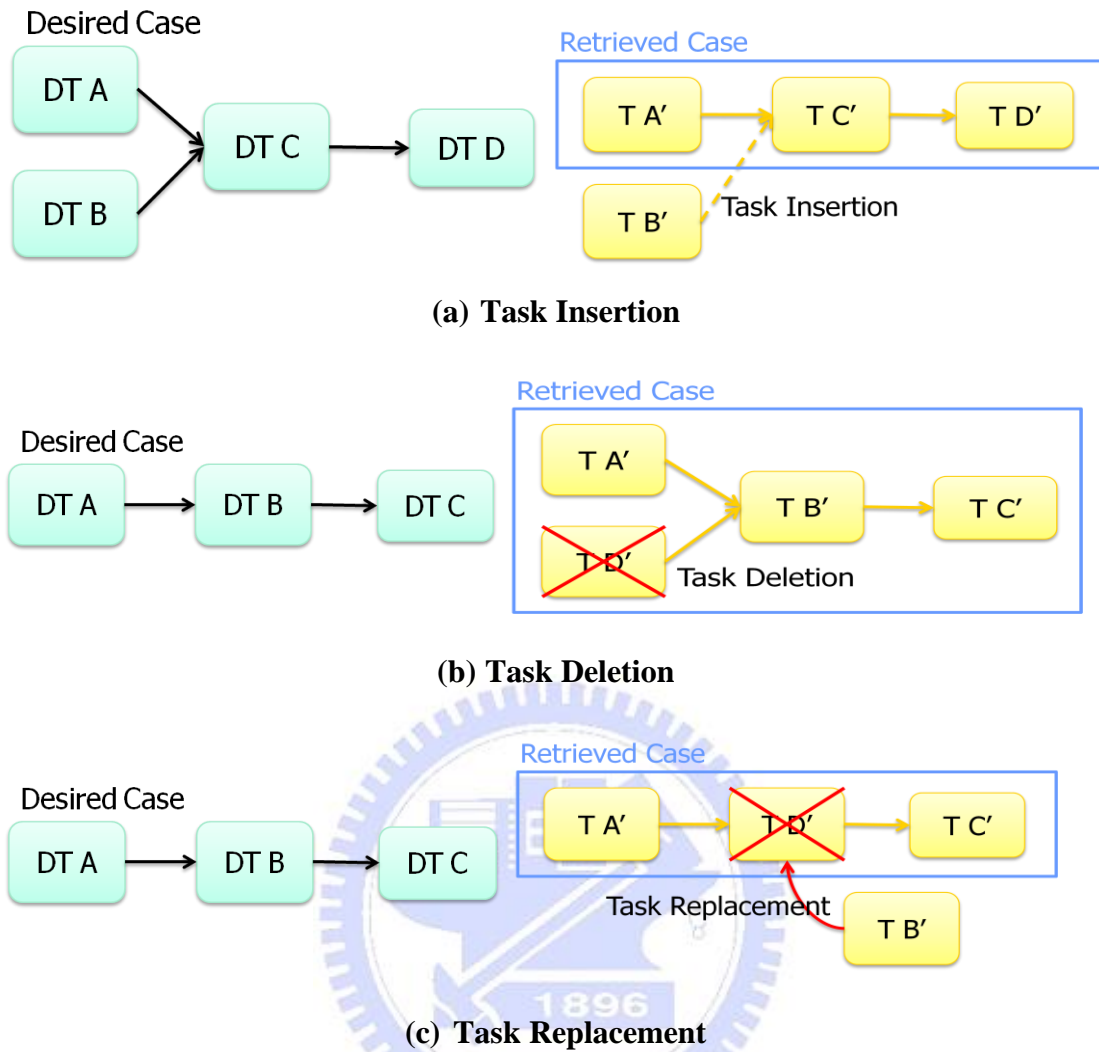 Desired Case
DT A
DT B
DT C
DT D
Retrieved Case
T A′
T C′
T D′
T B′
Task Insertion
(a) Task Insertion
Desired Case
DT A
DT B
DT C
Retrieved Case
T A′
T D′
T B′
T C′
Task Deletion
(b) Task Deletion
Desired Case
DT A
DT B
DT C
Retrieved Case
T A′
T D′
T C′
Task Replacement
T B′
1896
(c) Task Replacement